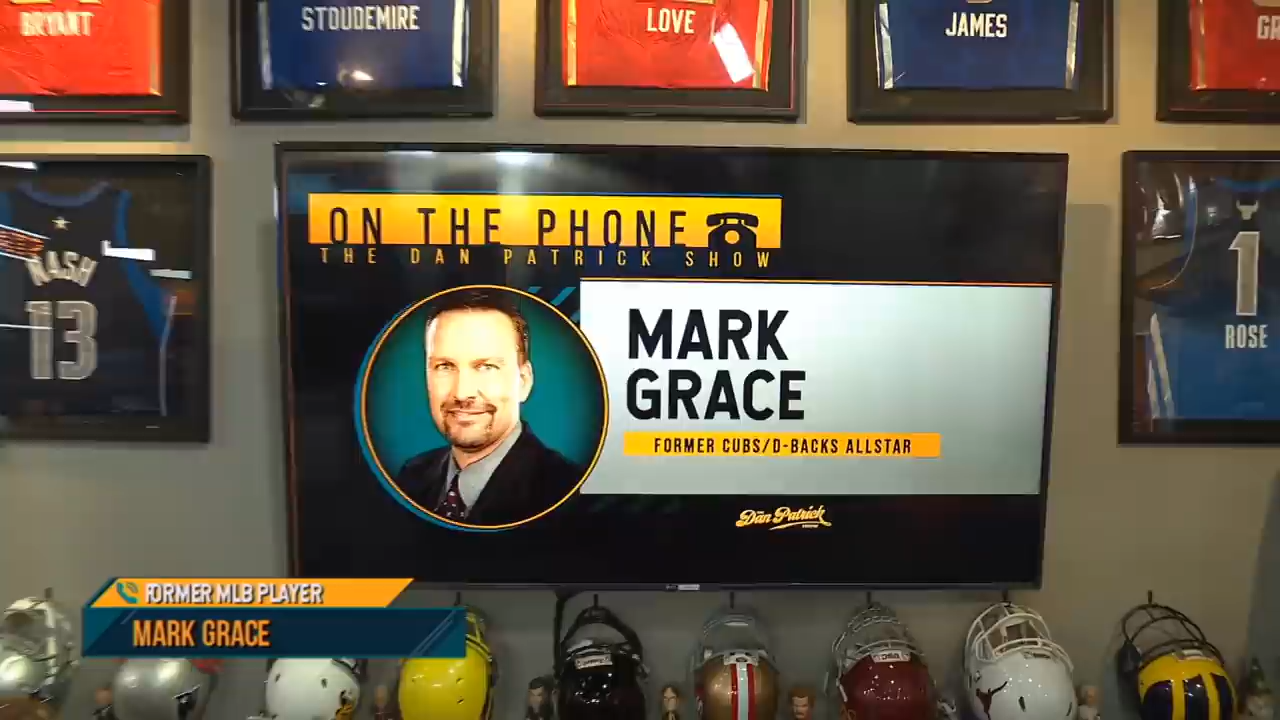 BRYANT
STOUDEMIRE
LOVE
JAMES
NASH
13
1
ROSE
ON THE PHONE
THE DAN PATRICK SHOW
MARK
GRACE
FORMER CUBS/D-BACKS ALLSTAR
Dan Patrick
FORMER MLB PLAYER
MARK GRACE